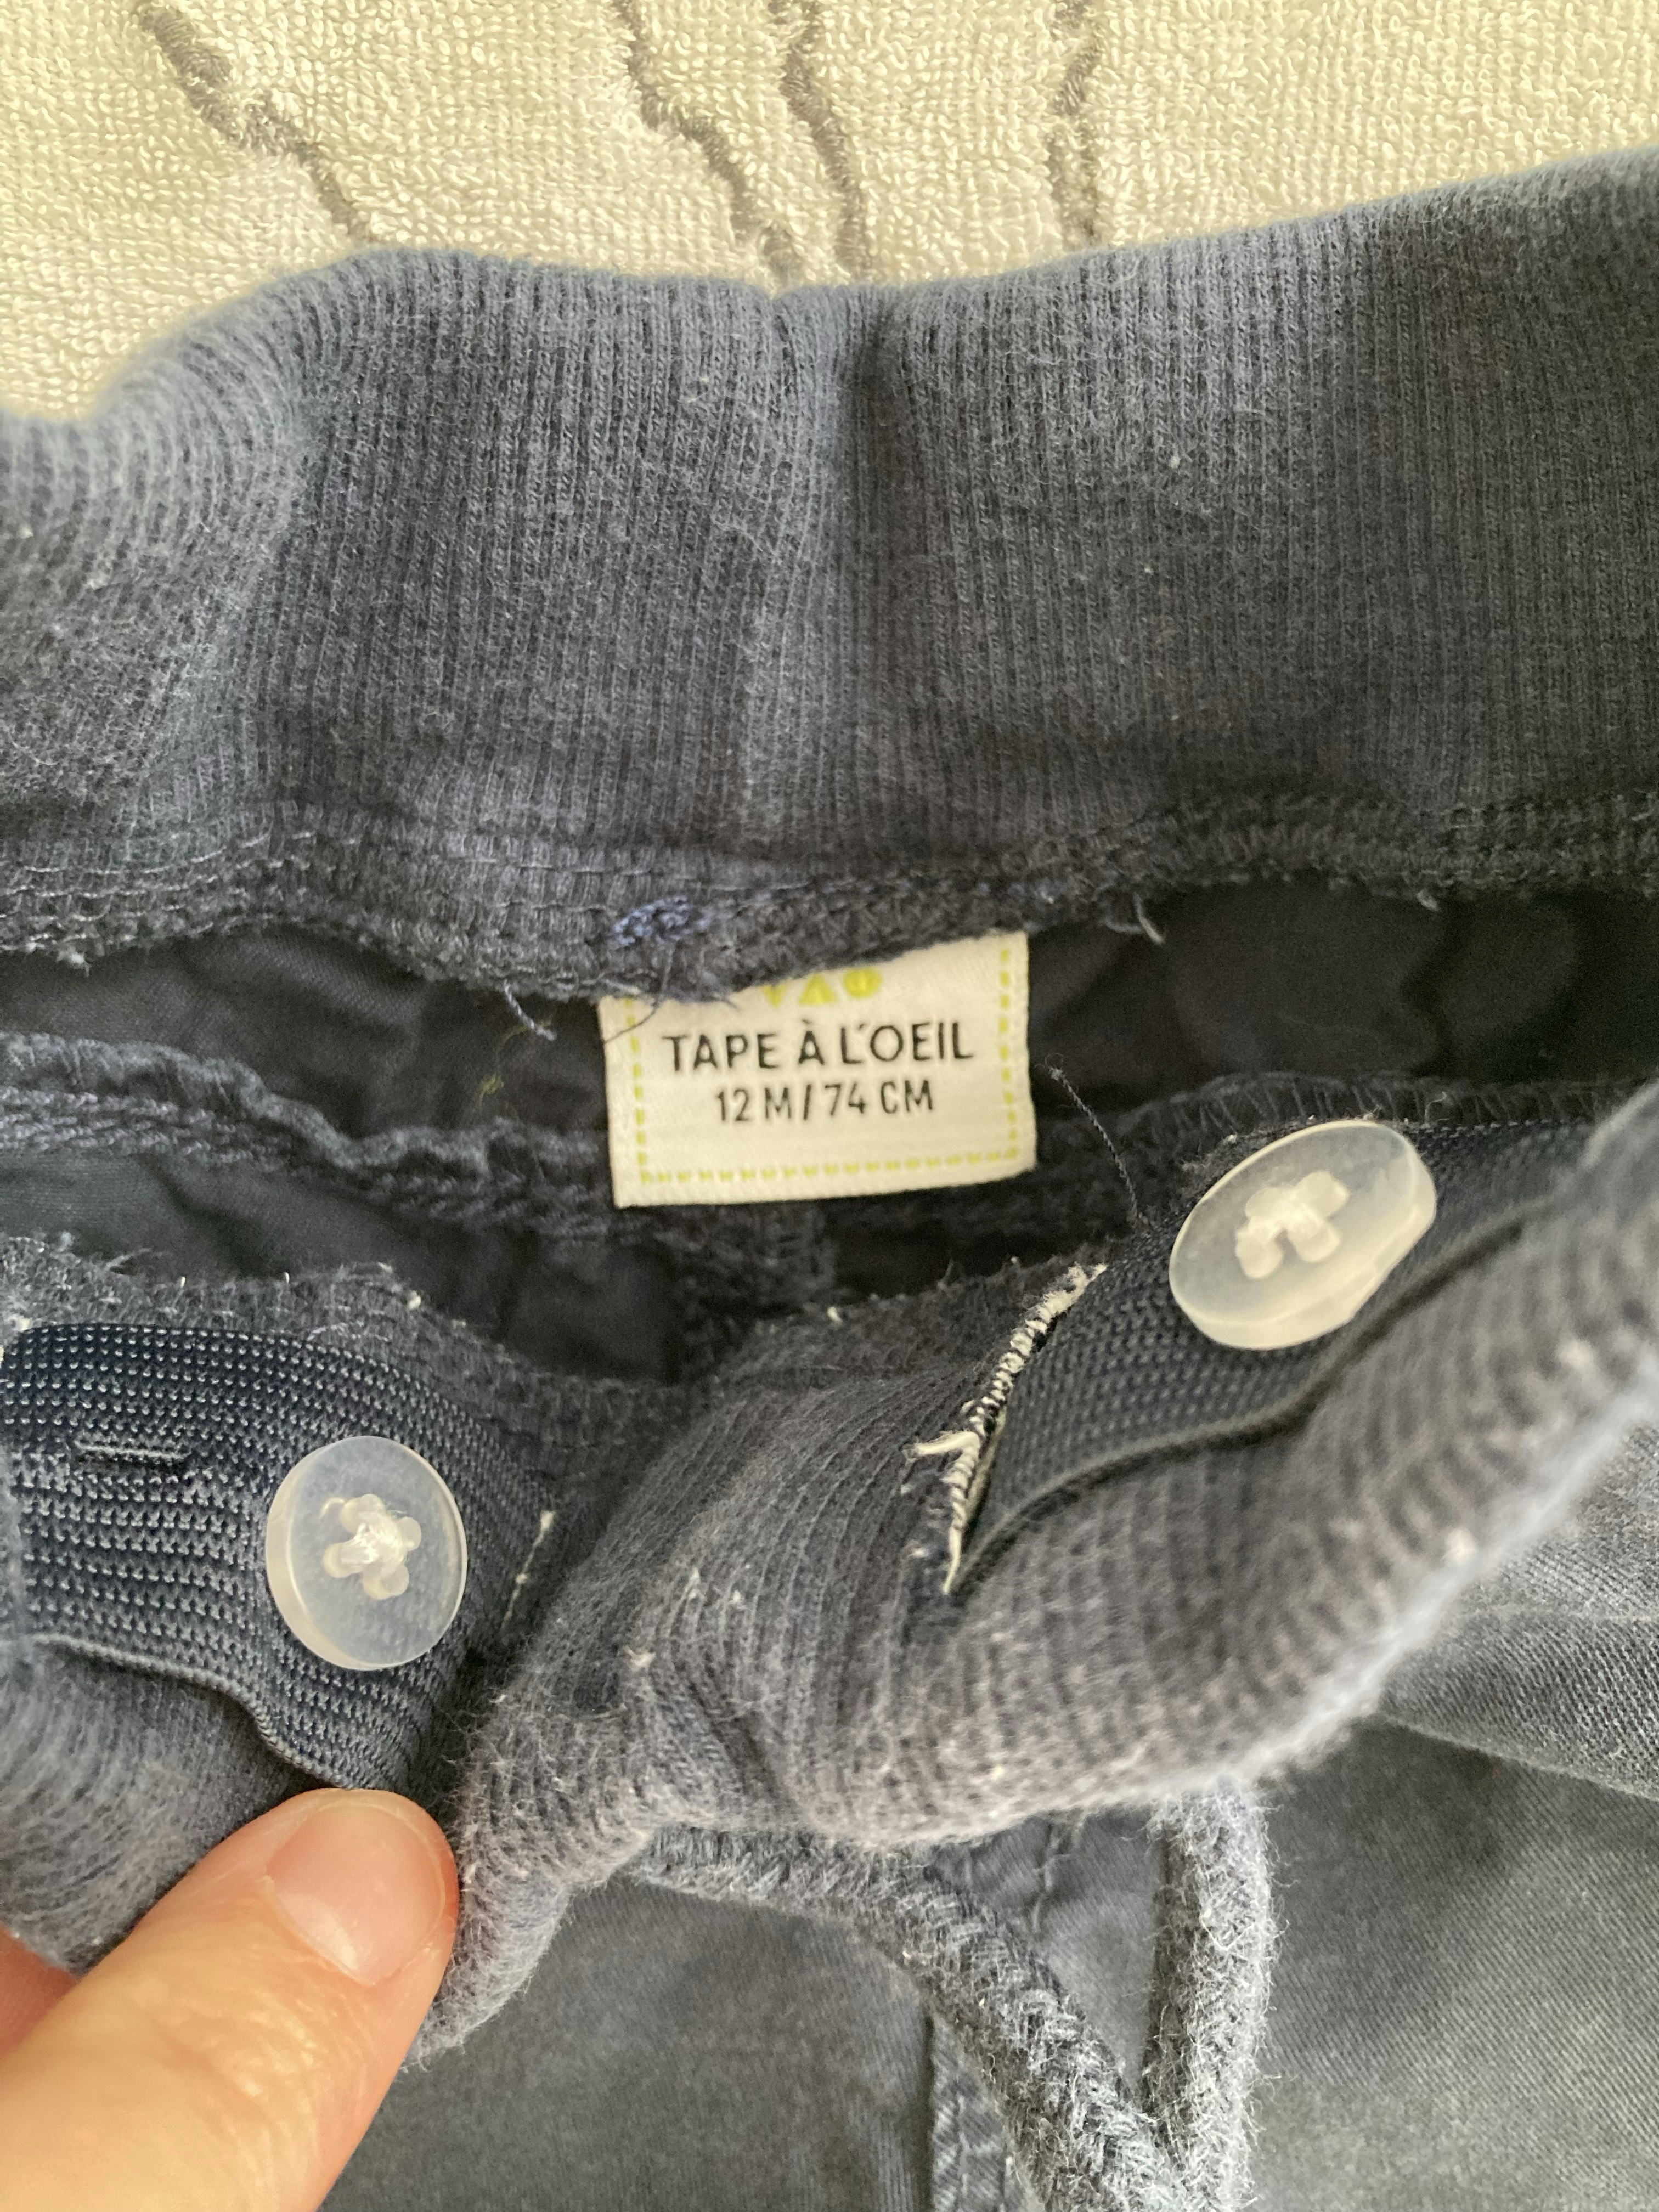 TAPE À L'OEIL
12 M / 74 CM